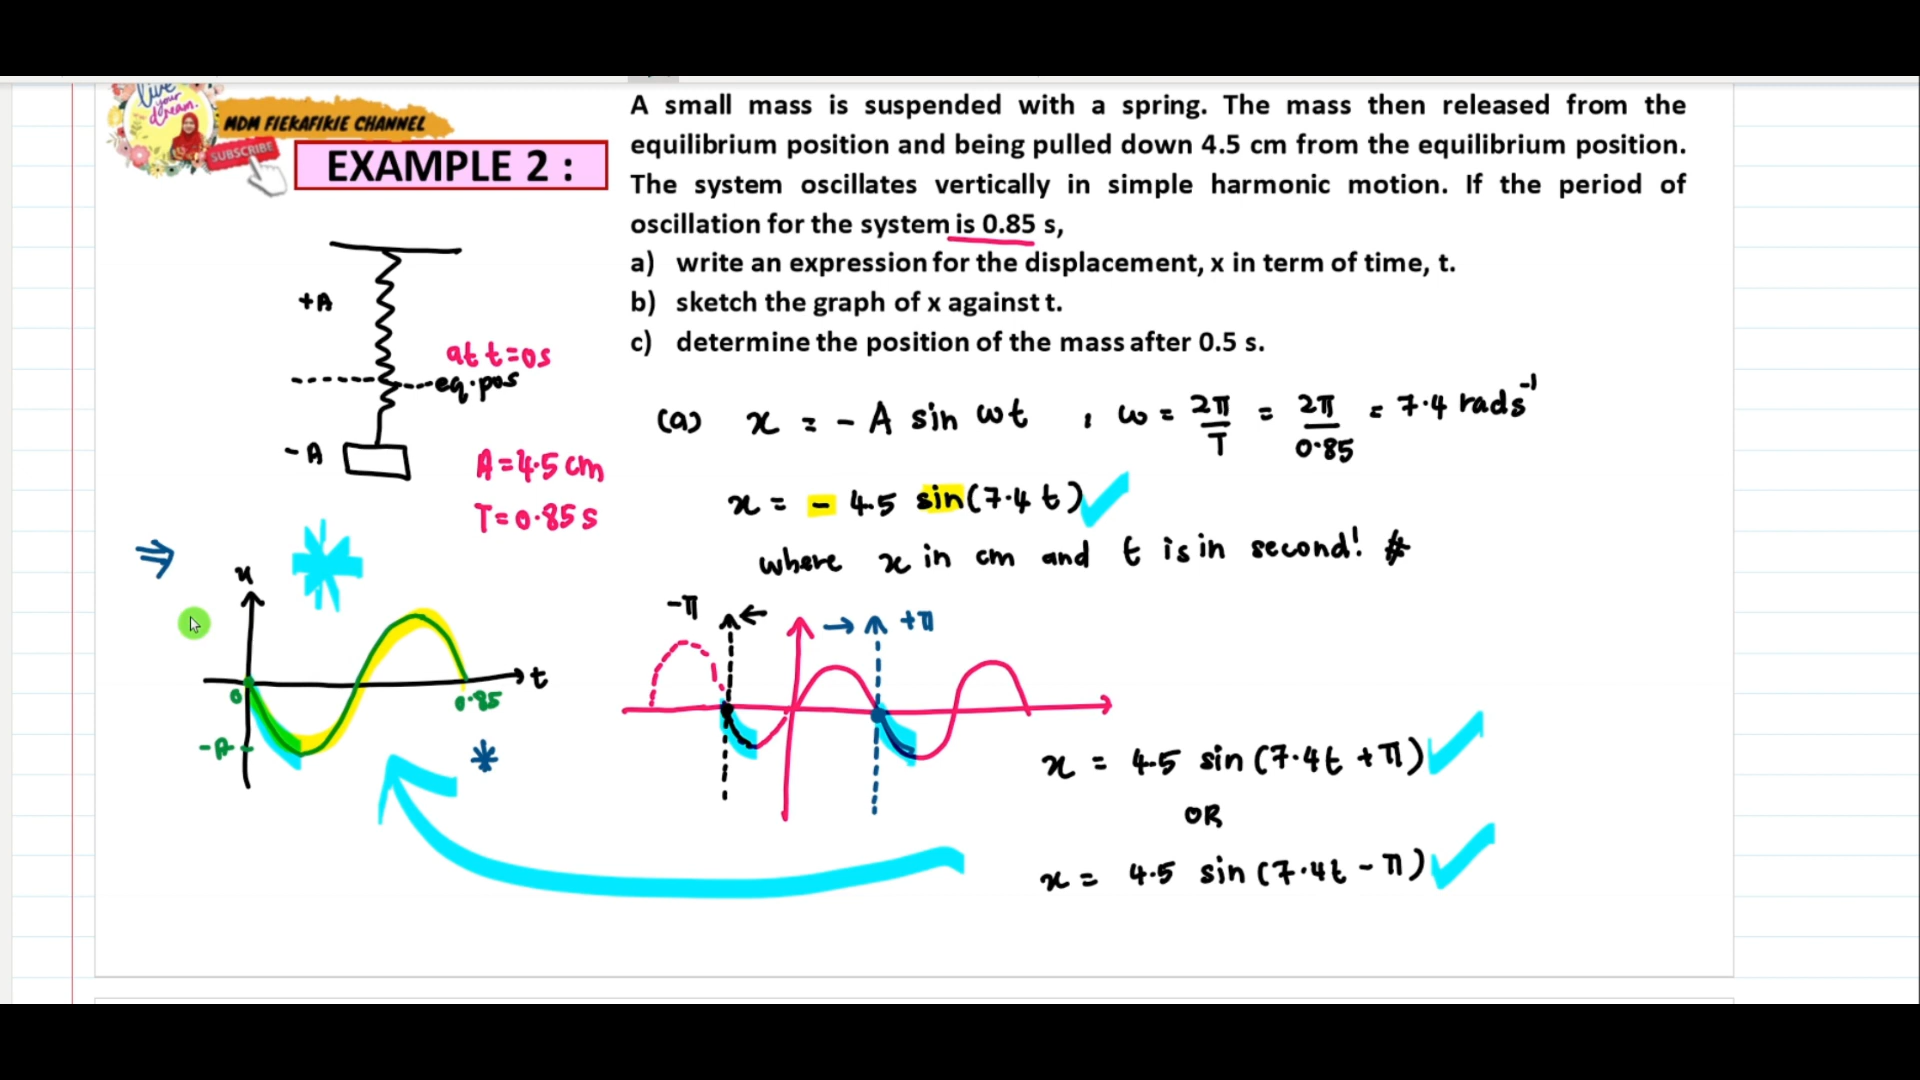 live
your
dream.
MDM FIEKAFIKIE CHANNEL
SUBSCRIBE
EXAMPLE 2 :
A small mass is suspended with a spring. The mass then released from the
equilibrium position and being pulled down 4.5 cm from the equilibrium position.
The system oscillates vertically in simple harmonic motion. If the period of
oscillation for the system is 0.85 s,
a) write an expression for the displacement, x in term of time, t.
b) sketch the graph of x against t.
c) determine the position of the mass after 0.5 s.
+A
at t=0s
eq.pos
-A
A=4.5cm
T=0.85s
(a) x = -A sin ωt , ω = 2π/T = 2π/0.85 = 7.4 rads⁻¹
x = - 4.5 sin(7.4t)
where x in cm and t is in second! #
x
t
0
0.85
-A
-π
+π
x = 4.5 sin (7.4t + π)
OR
x = 4.5 sin (7.4t - π)